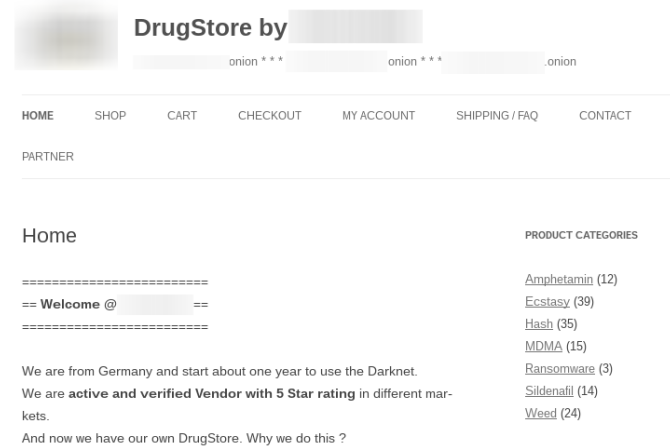 DrugStore by
onion * * * onion * * * .onion
HOME SHOP CART CHECKOUT MY ACCOUNT SHIPPING / FAQ CONTACT
PARTNER
Home
=========================
== Welcome @ ==
=========================
We are from Germany and start about one year to use the Darknet.
We are active and verified Vendor with 5 Star rating in different mar-
kets.
And now we have our own DrugStore. Why we do this ?
PRODUCT CATEGORIES
Amphetamin (12)
Ecstasy (39)
Hash (35)
MDMA (15)
Ransomware (3)
Sildenafil (14)
Weed (24)